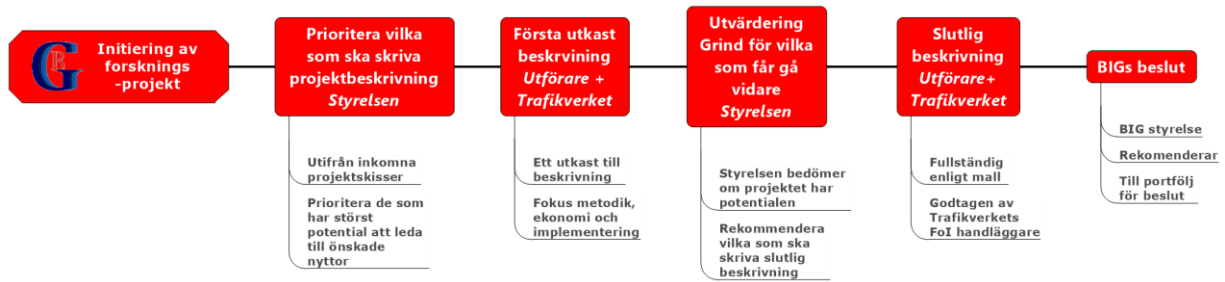 B
G
Initiering av
forsknings
-projekt
Prioritera vilka
som ska skriva
projektbeskrivning
Styrelsen
Utifrån inkomna
projektskisser
Prioritera de som
har störst
potential att leda
till önskade
nyttor
Första utkast
beskrvining
Utförare +
Trafikverket
Ett utkast till
beskrivning
Fokus metodik,
ekonomi och
implementering
Utvärdering
Grind för vilka
som får gå
vidare
Styrelsen
Styrelsen bedömer
om projektet har
potentialen
Rekommendera
vilka som ska
skriva slutlig
beskrivning
Slutlig
beskrivning
Utförare+
Trafikverket
Fullständig
enligt mall
Godtagen av
Trafikverkets
FoI handläggare
BIGs beslut
BIG styrelse
Rekomenderar
Till portfölj
för beslut